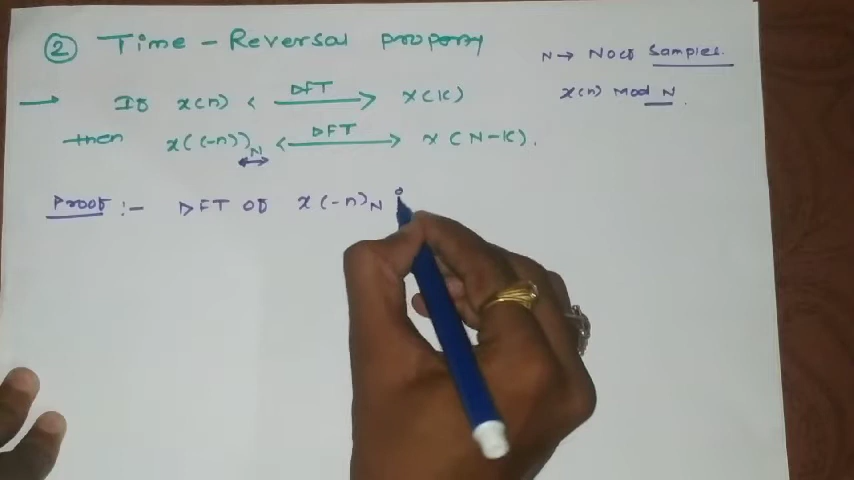 ② Time - Reversal property
N → No of Samples.
→ If x(n) < DFT > X(K)
x(n) mod N.
then x((-n))N < DFT > X(N-K).
Proof :- DFT of x(-n)N